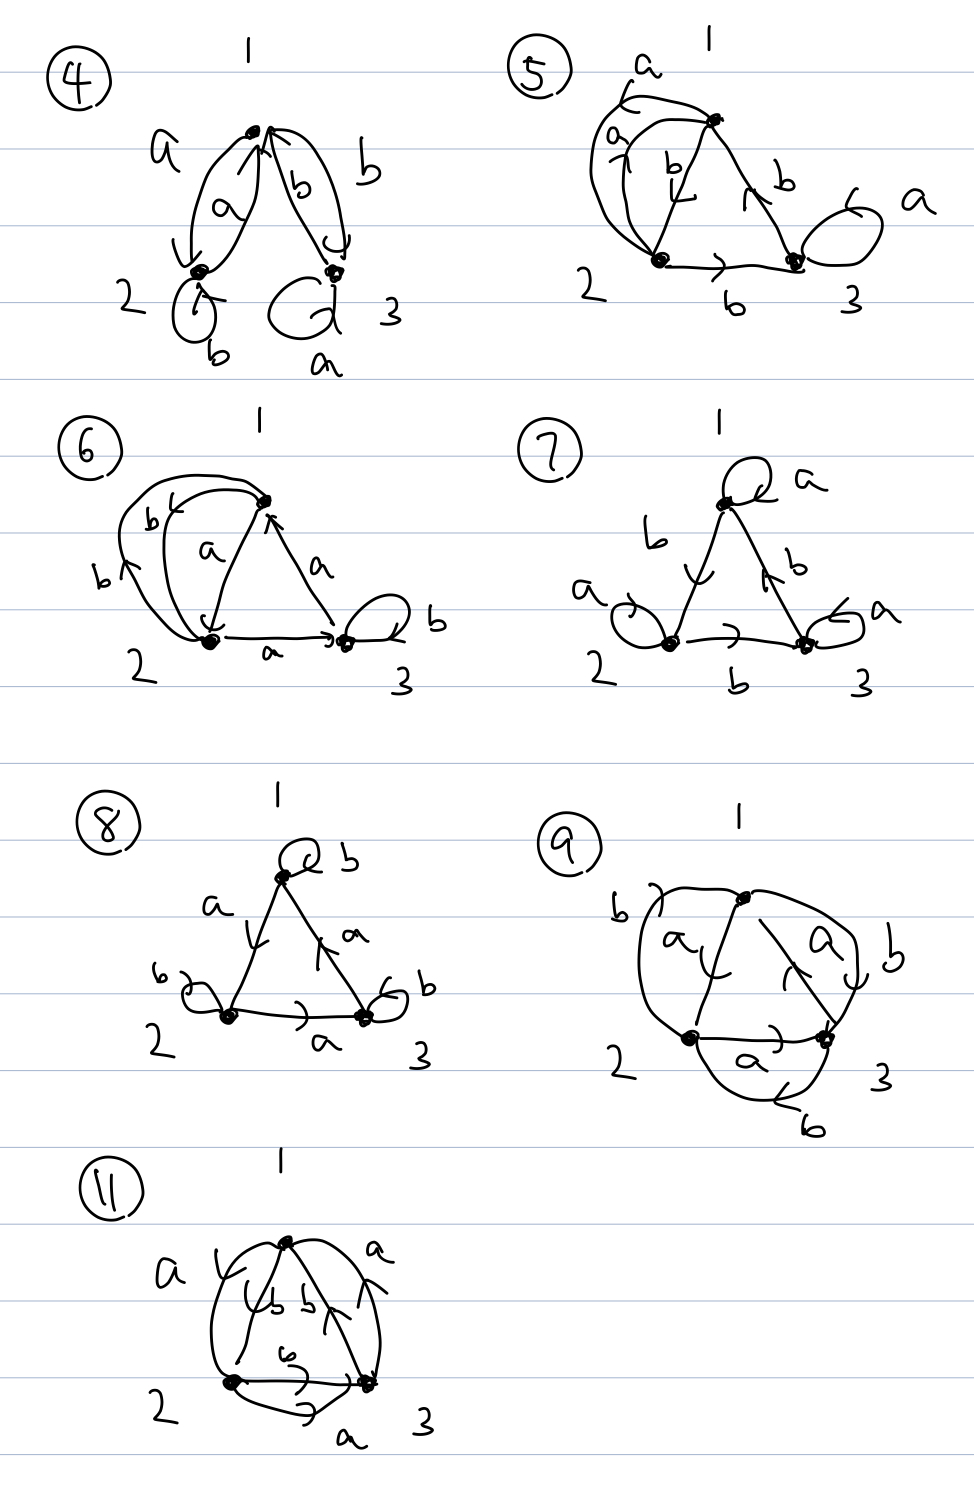 ④ 1
a a b b
2 b a 3
⑤ 1
a a b b a
2 b 3
⑥ 1
b b a a b
2 a 3
⑦ 1
a b b
a a
2 b 3
⑧ 1
b
a a
b b
2 a 3
⑨ 1
b a a b
2 a 3
b
⑪ 1
a b b a
b
2 3
a